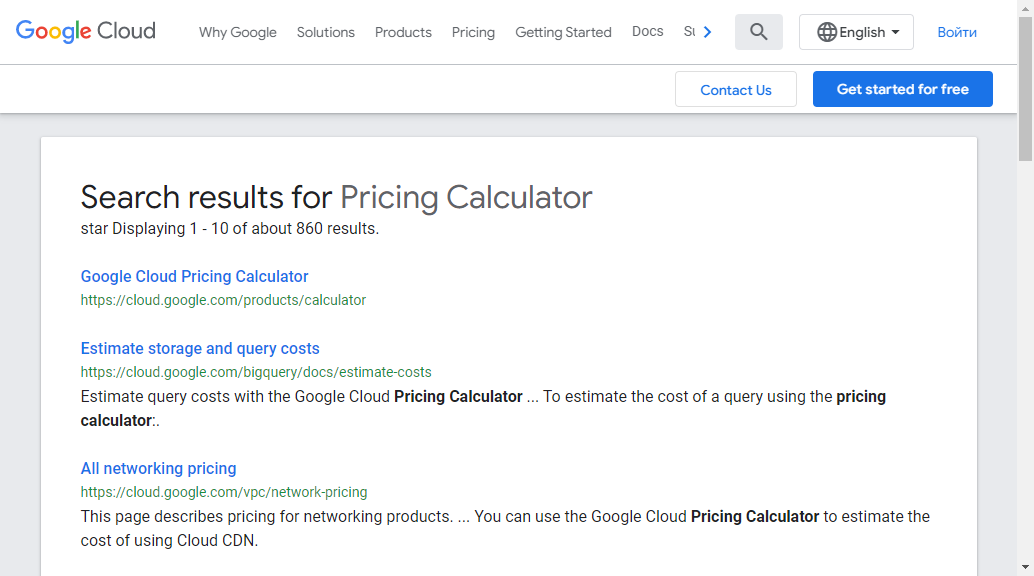 Google Cloud Why Google Solutions Products Pricing Getting Started Docs Su English Войти
Contact Us Get started for free
Search results for Pricing Calculator
star Displaying 1 - 10 of about 860 results.
Google Cloud Pricing Calculator
https://cloud.google.com/products/calculator
Estimate storage and query costs
https://cloud.google.com/bigquery/docs/estimate-costs
Estimate query costs with the Google Cloud Pricing Calculator ... To estimate the cost of a query using the pricing
calculator:.
All networking pricing
https://cloud.google.com/vpc/network-pricing
This page describes pricing for networking products. ... You can use the Google Cloud Pricing Calculator to estimate the
cost of using Cloud CDN.